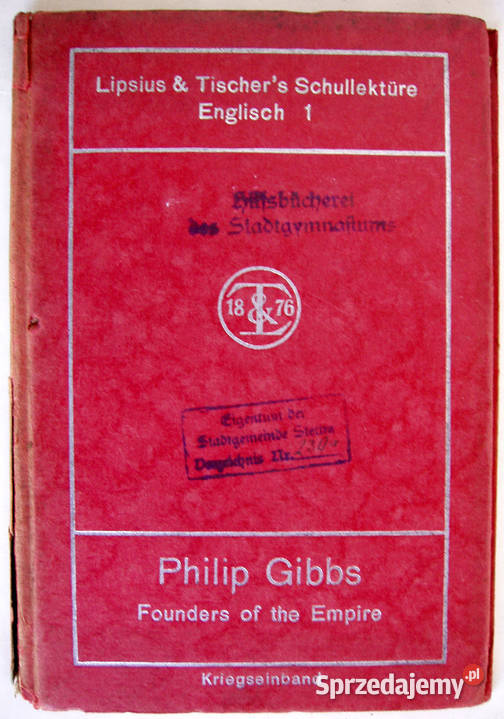 Lipsius & Tischer's Schullektüre
Englisch 1
Hilfsbücherei
des Stadtgymnasiums
18 L&T 76
Eigentum der
Stadtgemeinde Stettin
Verzeichnis Nr.
Philip Gibbs
Founders of the Empire
Kriegseinband
Sprzedajemy.pl